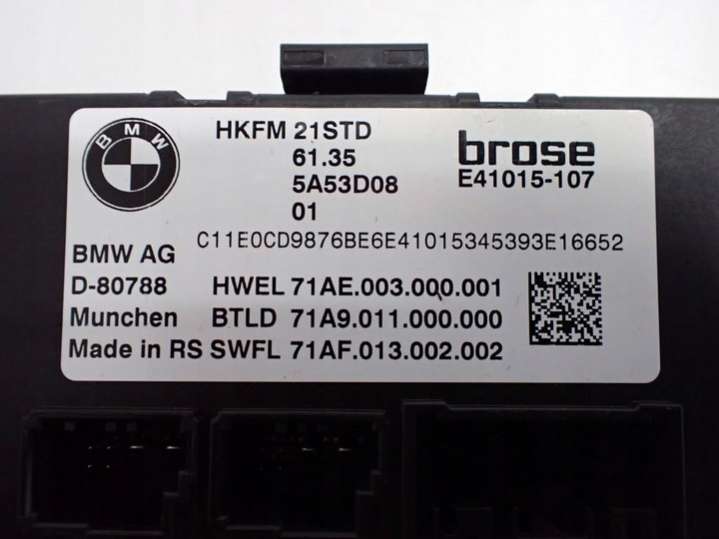 BMW
HKFM 21STD
61.35
5A53D08
01
brose
E41015-107
C11E0CD9876BE6E41015345393E16652
BMW AG
D-80788 HWEL 71AE.003.000.001
Munchen BTLD 71A9.011.000.000
Made in RS SWFL 71AF.013.002.002